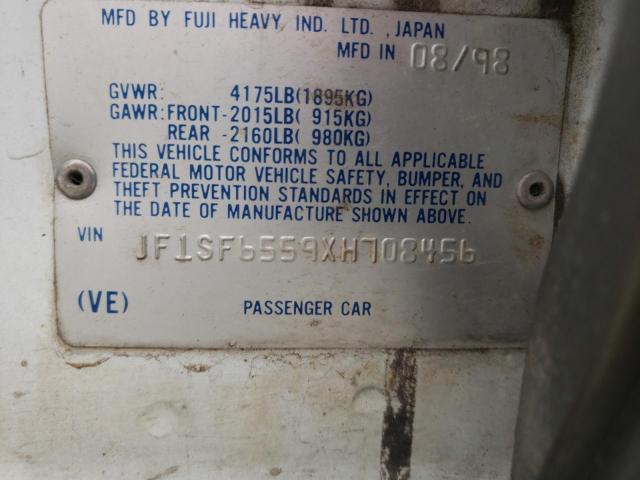 MFD BY FUJI HEAVY IND. LTD. , JAPAN
MFD IN 08/98
GVWR: 4175LB(1895KG)
GAWR:FRONT-2015LB( 915KG)
REAR -2160LB( 980KG)
THIS VEHICLE CONFORMS TO ALL APPLICABLE
FEDERAL MOTOR VEHICLE SAFETY, BUMPER, AND
THEFT PREVENTION STANDARDS IN EFFECT ON
THE DATE OF MANUFACTURE SHOWN ABOVE.
VIN JF1SF6559XH708456
(VE) PASSENGER CAR